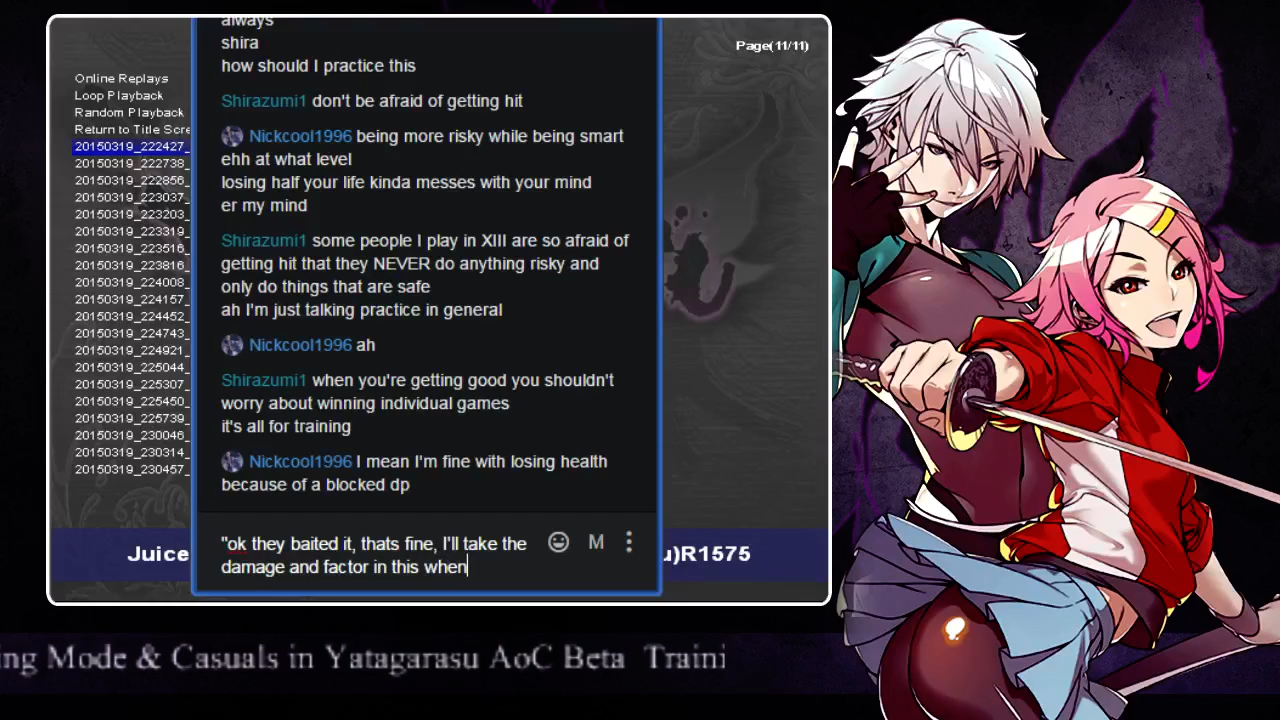 always
shira
how should I practice this
Page(11/11)
Online Replays
Loop Playback
Random Playback
Return to Title Scre
20150319_222427_
20150319_222738_
20150319_222856_
20150319_223037_
20150319_223203_
20150319_223319_
20150319_223516_
20150319_223816_
20150319_224008_
20150319_224157_
20150319_224452_
20150319_224743_
20150319_224921_
20150319_225044_
20150319_225307_
20150319_225450_
20150319_225739_
20150319_230046_
20150319_230314_
20150319_230457_
Shirazumi1 don't be afraid of getting hit
Nickcool1996 being more risky while being smart
ehh at what level
losing half your life kinda messes with your mind
er my mind
Shirazumi1 some people I play in XIII are so afraid of
getting hit that they NEVER do anything risky and
only do things that are safe
ah I'm just talking practice in general
Nickcool1996 ah
Shirazumi1 when you're getting good you shouldn't
worry about winning individual games
it's all for training
Nickcool1996 I mean I'm fine with losing health
because of a blocked dp
"ok they baited it, thats fine, I'll take the
damage and factor in this when
M
Juice
u)R1575
ing Mode & Casuals in Yatagarasu AoC Beta Traini